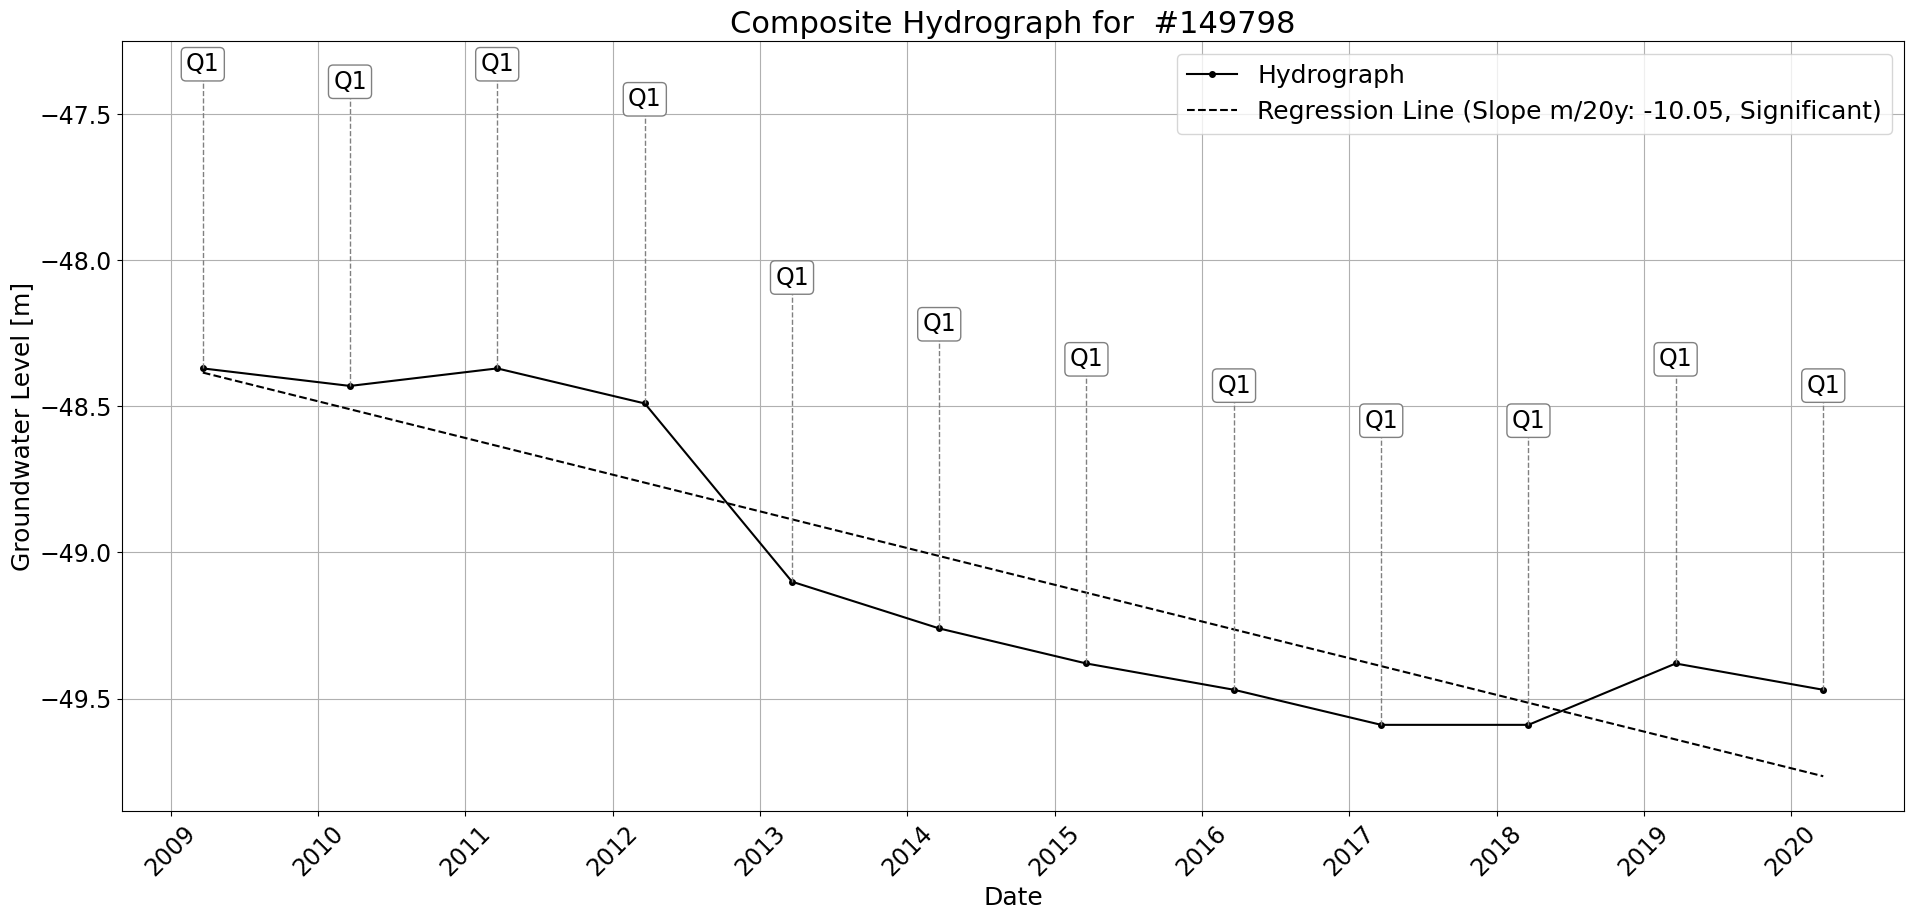 Composite Hydrograph for  #149798
Hydrograph
Regression Line (Slope m/20y: -10.05, Significant)
Q1
Q1
Q1
Q1
Q1
Q1
Q1
Q1
Q1
Q1
Q1
Q1
Groundwater Level [m]
−47.5
−48.0
−48.5
−49.0
−49.5
2009
2010
2011
2012
2013
2014
2015
2016
2017
2018
2019
2020
Date